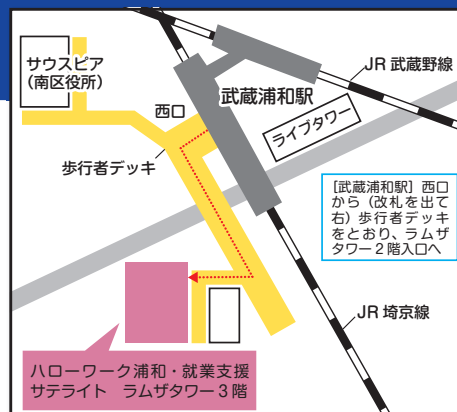 サウスピア
(南区役所)
西口
武蔵浦和駅
JR 武蔵野線
ライブタワー
歩行者デッキ
[武蔵浦和駅] 西口
から (改札を出て
右) 歩行者デッキ
をとおり、ラムザ
タワー2階入口へ
JR 埼京線
ハローワーク浦和・就業支援
サテライト ラムザタワー3階